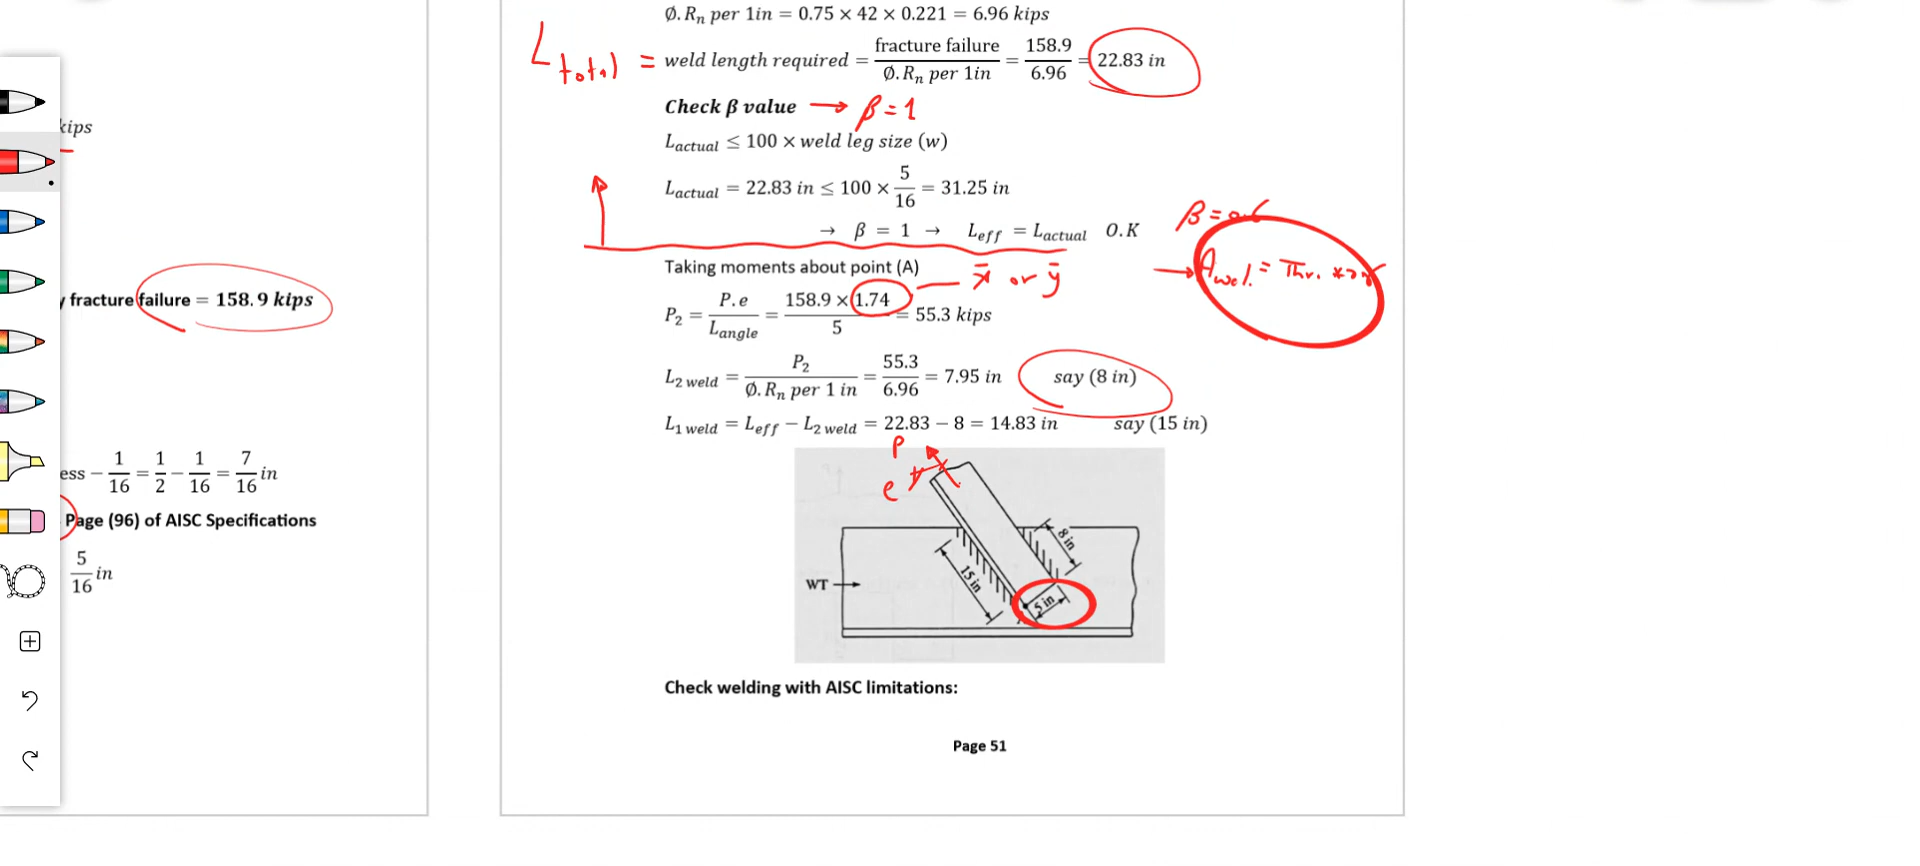 kips
y fracture failure = 158.9 kips
ess − 1/16 = 1/2 − 1/16 = 7/16 in
Page (96) of AISC Specifications
5/16 in
Ø.Rn per 1in = 0.75 × 42 × 0.221 = 6.96 kips
Ltotal = weld length required = fracture failure / Ø.Rn per 1in = 158.9/6.96 = 22.83 in
Check β value → β = 1
Lactual ≤ 100 × weld leg size (w)
Lactual = 22.83 in ≤ 100 × 5/16 = 31.25 in
→ β = 1 → Leff = Lactual O.K
Taking moments about point (A)
x̄ or ȳ
P2 = P.e / Langle = 158.9 × 1.74 / 5 = 55.3 kips
L2 weld = P2 / Ø.Rn per 1 in = 55.3/6.96 = 7.95 in say (8 in)
L1 weld = Leff − L2 weld = 22.83 − 8 = 14.83 in say (15 in)
P
e
8 in
WT
15 in
5 in
Check welding with AISC limitations:
Page 51